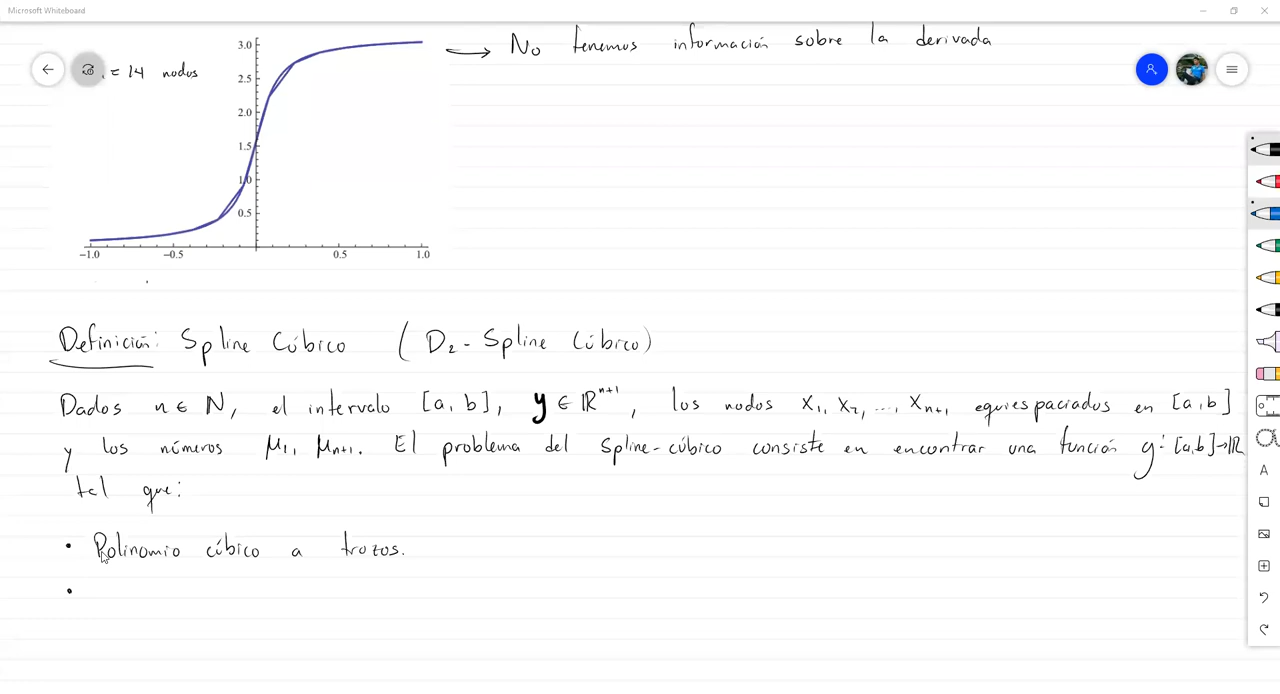 Microsoft Whiteboard
3.0
2.5
2.0
1.5
1.0
0.5
−1.0 −0.5 0.5 1.0
= 14 nodos
No tenemos información sobre la derivada
Definición: Spline Cúbico ( D₂ - Spline Cúbico)
Dados n ∈ ℕ, el intervalo [a, b], y ∈ ℝⁿ⁺¹, los nodos x₁, x₂, ..., xₙ₊₁ equiespaciados en [a, b]
y los números μ₁, μₙ₊₁. El problema del spline-cúbico consiste en encontrar una función g: [a,b]→ℝ
tal que:
• Polinomio cúbico a trozos.
•
A